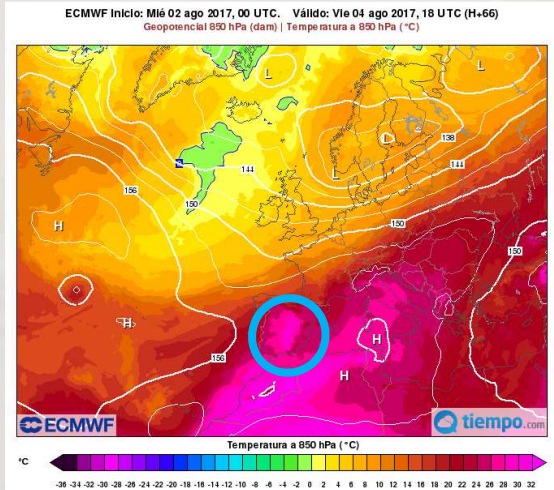 ECMWF Inicio: Mié 02 ago 2017, 00 UTC. Válido: Vie 04 ago 2017, 18 UTC (H+66)
Geopotencial 850 hPa (dam) | Temperatura a 850 hPa (°C)
L
L
L
138
144
L
144
156
150
H
150
150
H
H
156
H
ECMWF
tiempo.com
Temperatura a 850 hPa (°C)
°C
-36 -34 -32 -30 -28 -26 -24 -22 -20 -18 -16 -14 -12 -10 -8 -6 -4 -2 0 1 2 4 6 8 10 12 14 16 18 20 22 24 26 28 30 32